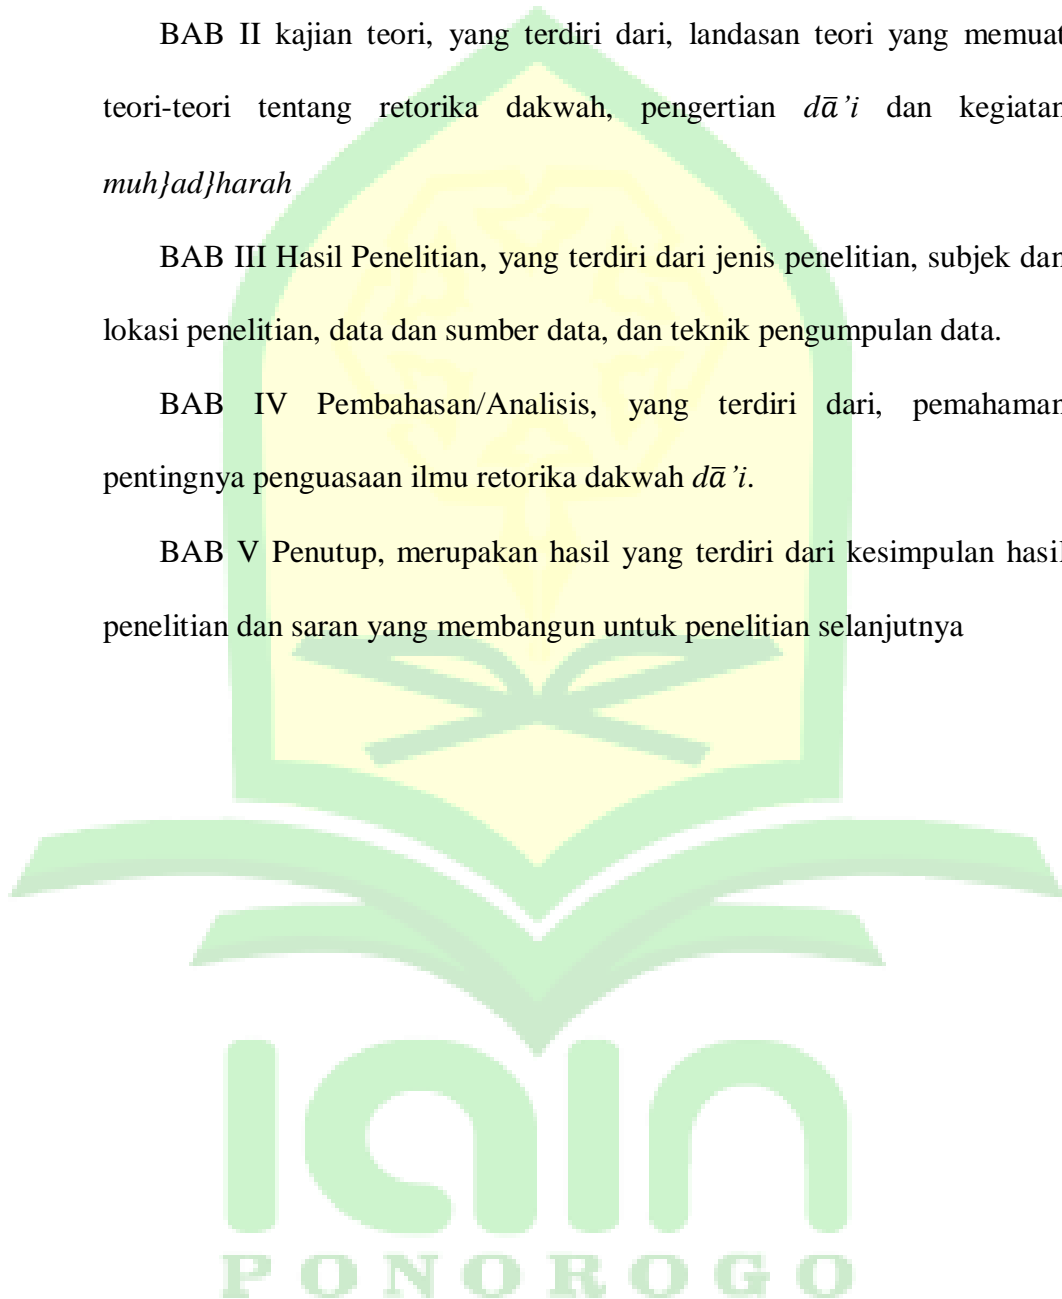 BAB II kajian teori, yang terdiri dari, landasan teori yang memuat
teori-teori tentang retorika dakwah, pengertian dā’i dan kegiatan
muh}ad}harah
BAB III Hasil Penelitian, yang terdiri dari jenis penelitian, subjek dan
lokasi penelitian, data dan sumber data, dan teknik pengumpulan data.
BAB IV Pembahasan/Analisis, yang terdiri dari, pemahaman
pentingnya penguasaan ilmu retorika dakwah dā’i.
BAB V Penutup, merupakan hasil yang terdiri dari kesimpulan hasil
penelitian dan saran yang membangun untuk penelitian selanjutnya
iain
PONOROGO